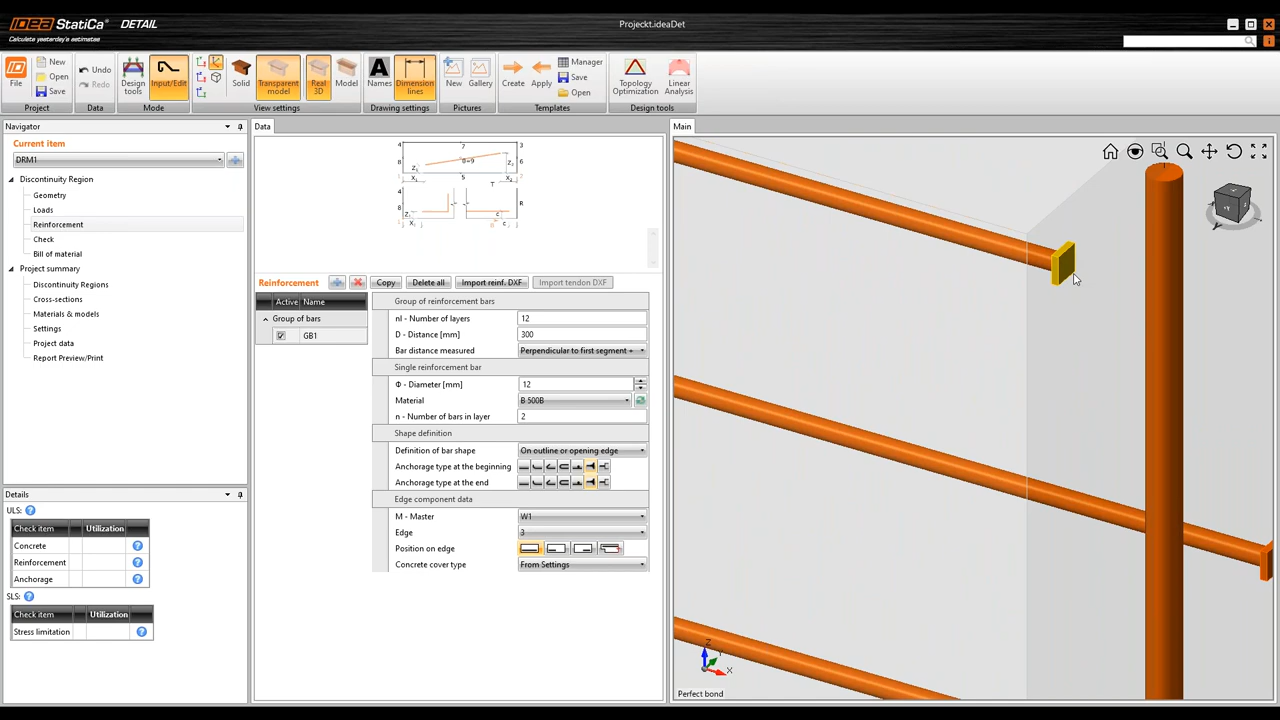 IDEA StatiCa® DETAIL
Calculate yesterday's estimates
Projeckt.ideaDet
File
New
Open
Save
Project
Undo
Redo
Data
Design tools
Input/Edit
Mode
Solid
Transparent model
Real 3D
Model
View settings
Names
Dimension lines
Drawing settings
New
Gallery
Pictures
Create
Apply
Manager
Save
Open
Templates
Topology Optimization
Linear Analysis
Design tools
Navigator
Current item
DRM1
Discontinuity Region
Geometry
Loads
Reinforcement
Check
Bill of material
Project summary
Discontinuity Regions
Cross-sections
Materials & models
Settings
Project data
Report Preview/Print
Details
ULS:
Check item Utilization
Concrete
Reinforcement
Anchorage
SLS:
Check item Utilization
Stress limitation
Data
Reinforcement Copy Delete all Import reinf. DXF Import tendon DXF
Active Name
Group of bars
GB1
Group of reinforcement bars
nl - Number of layers 12
D - Distance [mm] 300
Bar distance measured Perpendicular to first segment +
Single reinforcement bar
Φ - Diameter [mm] 12
Material B 500B
n - Number of bars in layer 2
Shape definition
Definition of bar shape On outline or opening edge
Anchorage type at the beginning
Anchorage type at the end
Edge component data
M - Master W1
Edge 3
Position on edge
Concrete cover type From Settings
Main
Z
Y
X
Perfect bond